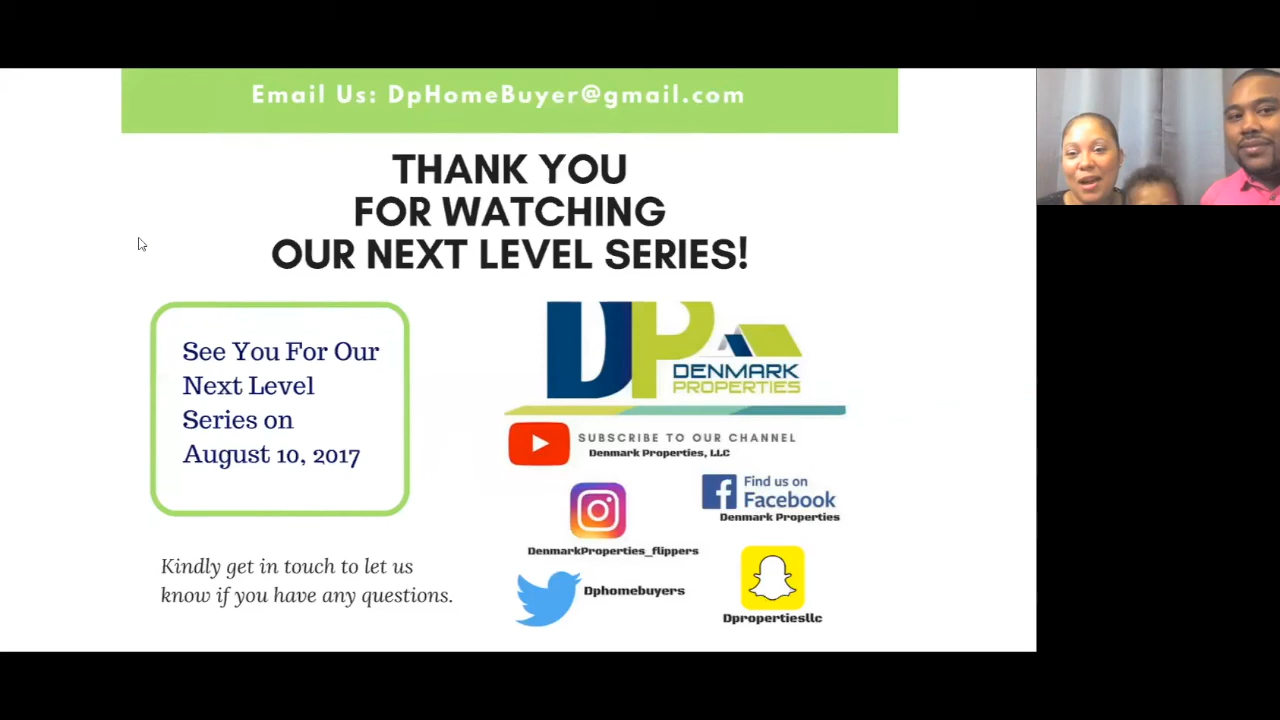 Email Us: DpHomeBuyer@gmail.com
THANK YOU
FOR WATCHING
OUR NEXT LEVEL SERIES!
See You For Our
Next Level
Series on
August 10, 2017
Kindly get in touch to let us
know if you have any questions.
DP
DENMARK
PROPERTIES
SUBSCRIBE TO OUR CHANNEL
Denmark Properties, LLC
Find us on
Facebook
Denmark Properties
DenmarkProperties_flippers
Dphomebuyers
Dpropertiesllc